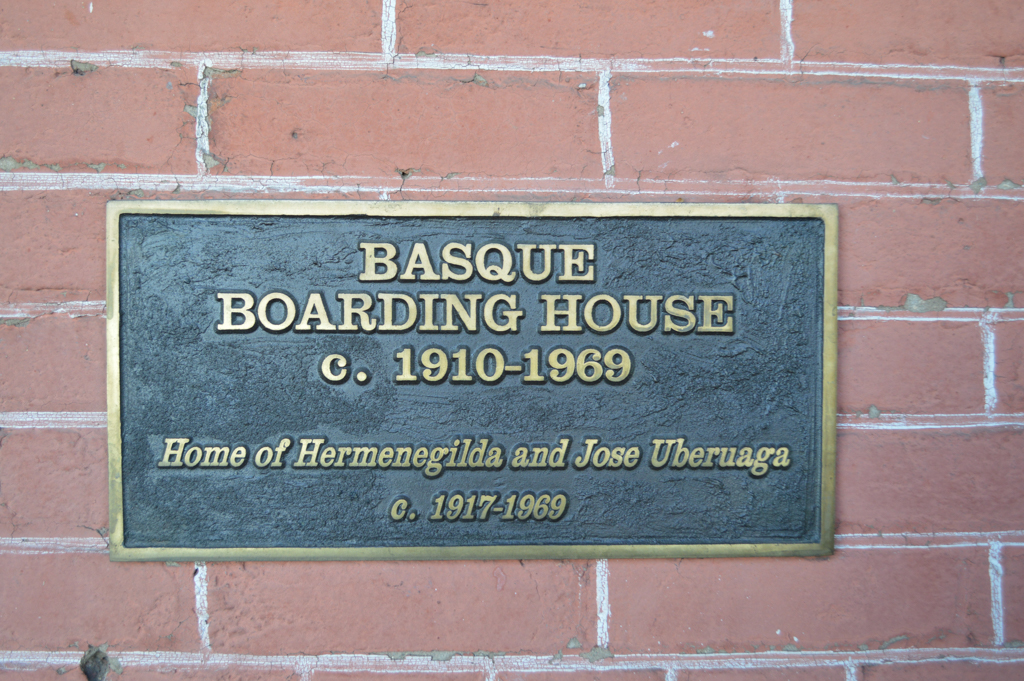 BASQUE
BOARDING HOUSE
c. 1910-1969
Home of Hermenegilda and Jose Uberuaga
c. 1917-1969